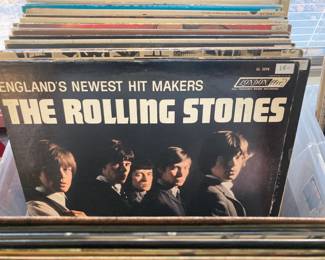 ENGLAND'S NEWEST HIT MAKERS
LONDON
THE ROLLING STONES